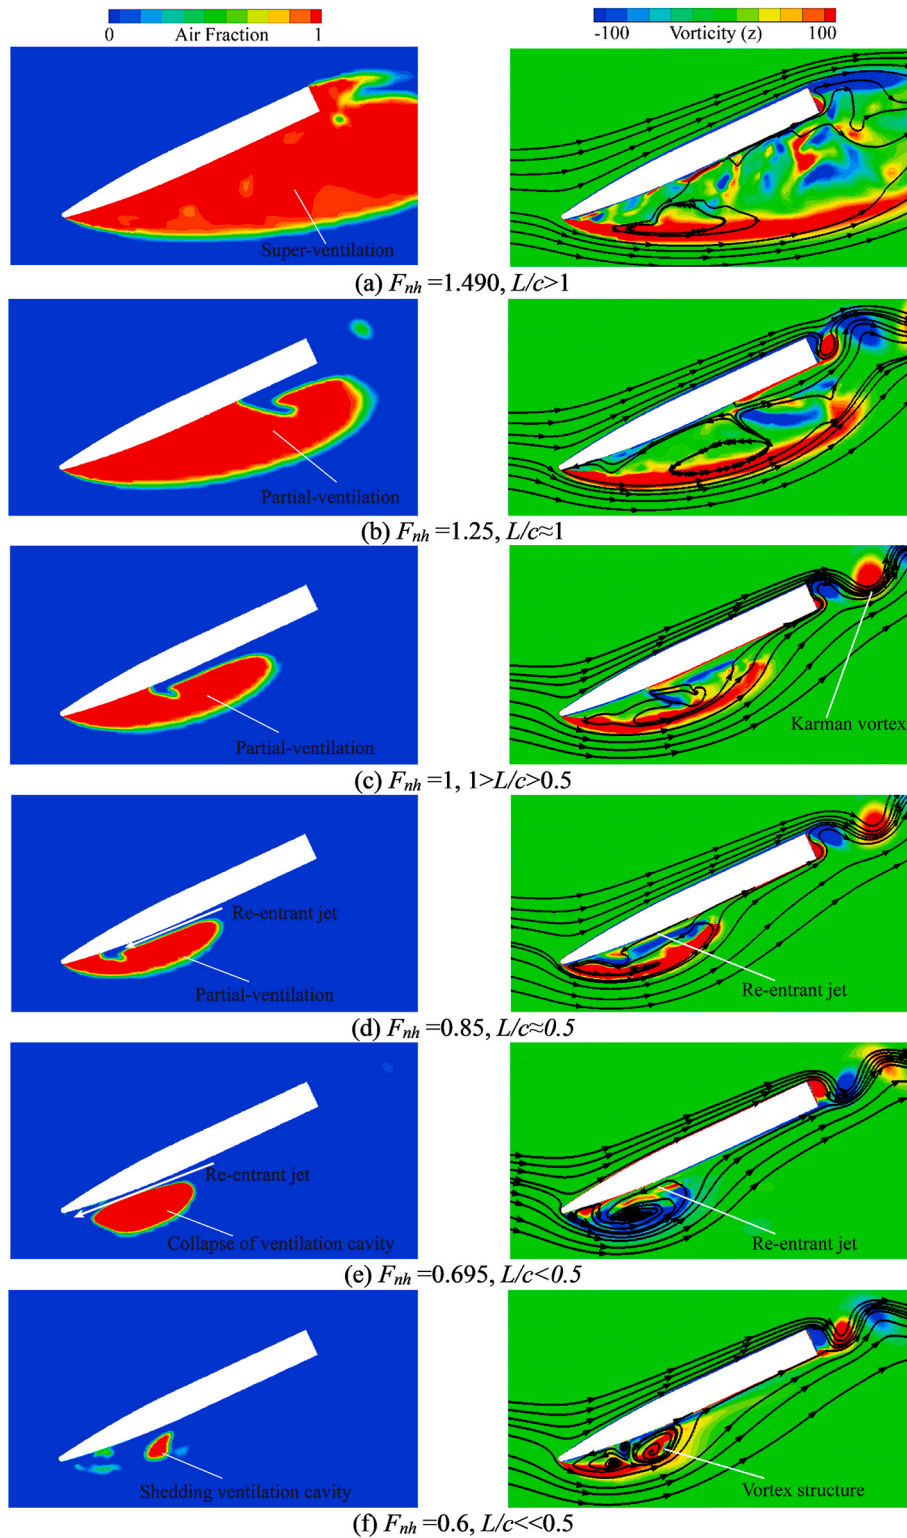 0 Air Fraction 1
-100 Vorticity (z) 100
Super-ventilation
(a) Fnh =1.490, L/c>1
Partial-ventilation
(b) Fnh =1.25, L/c≈1
Partial-ventilation
Karman vortex
(c) Fnh =1, 1>L/c>0.5
Re-entrant jet
Partial-ventilation
Re-entrant jet
(d) Fnh =0.85, L/c≈0.5
Re-entrant jet
Collapse of ventilation cavity
Re-entrant jet
(e) Fnh =0.695, L/c<0.5
Shedding ventilation cavity
Vortex structure
(f) Fnh =0.6, L/c<<0.5